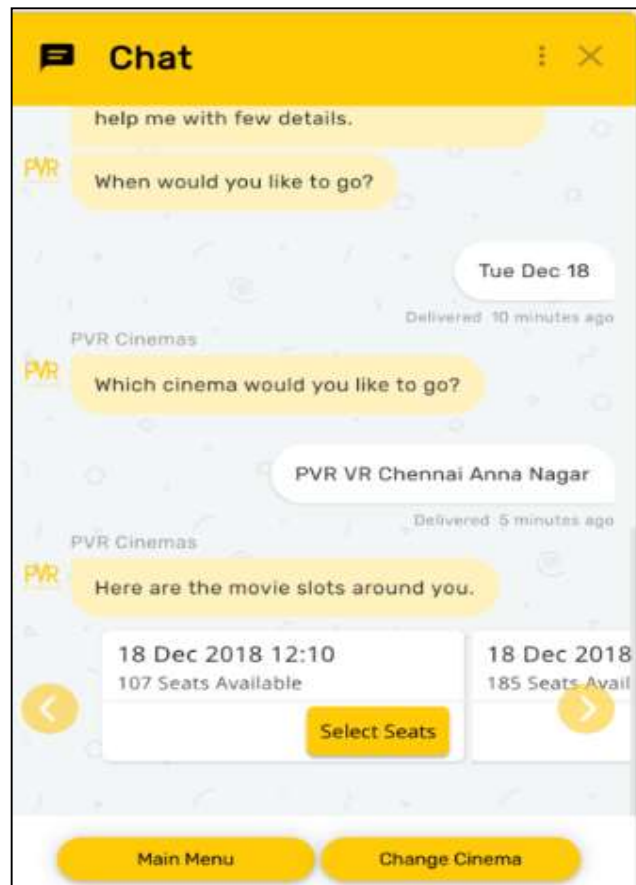 Chat
help me with few details.
PVR
When would you like to go?
Tue Dec 18
Delivered 10 minutes ago
PVR Cinemas
PVR
Which cinema would you like to go?
PVR VR Chennai Anna Nagar
Delivered 5 minutes ago
PVR Cinemas
PVR
Here are the movie slots around you.
18 Dec 2018 12:10
107 Seats Available
Select Seats
18 Dec 2018
185 Seats Avail
Main Menu
Change Cinema